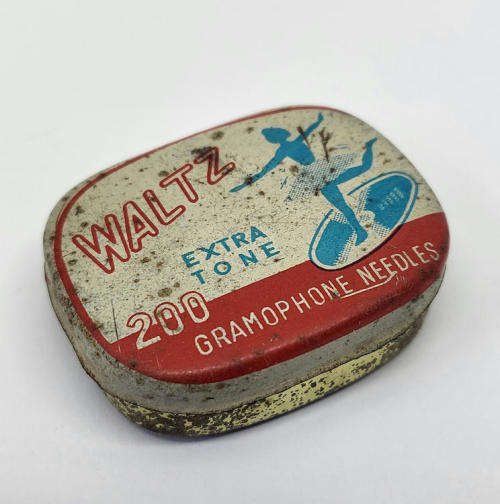 WALTZ
EXTRA
TONE
200
GRAMOPHONE NEEDLES